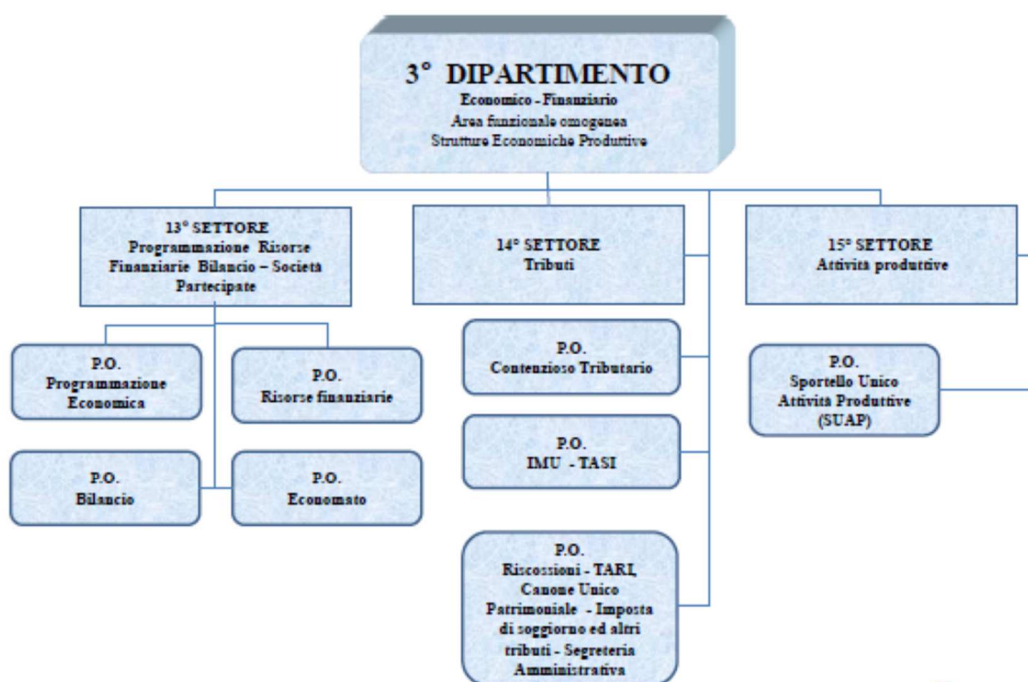 3° DIPARTIMENTO
Economico - Finanziario
Area funzionale omogenea
Strutture Economiche Produttive
13° SETTORE
Programmazione Risorse
Finanziarie Bilancio – Società
Partecipate
14° SETTORE
Tributi
15° SETTORE
Attività produttive
P.O.
Programmazione
Economica
P.O.
Risorse finanziarie
P.O.
Contenzioso Tributario
P.O.
Sportello Unico
Attività Produttive
(SUAP)
P.O.
Bilancio
P.O.
Economato
P.O.
IMU - TASI
P.O.
Riscossioni - TARI,
Canone Unico
Patrimoniale - Imposta
di soggiorno ed altri
tributi - Segreteria
Amministrativa